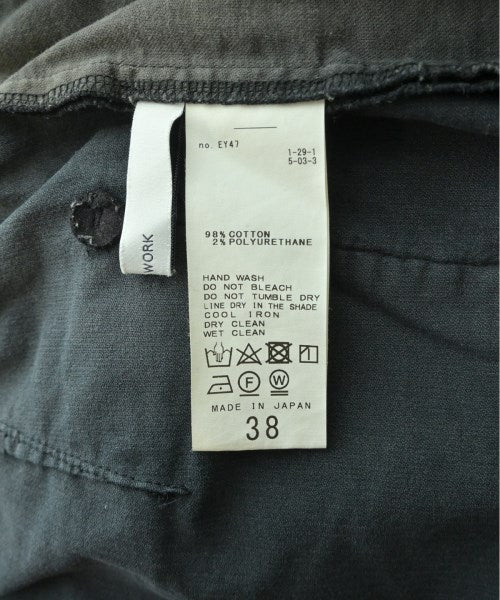 no. EY47
1-29-1
5-03-3
98% COTTON
2% POLYURETHANE
HAND WASH
DO NOT BLEACH
DO NOT TUMBLE DRY
LINE DRY IN THE SHADE
COOL IRON
DRY CLEAN
WET CLEAN
F
W
MADE IN JAPAN
38
WORK